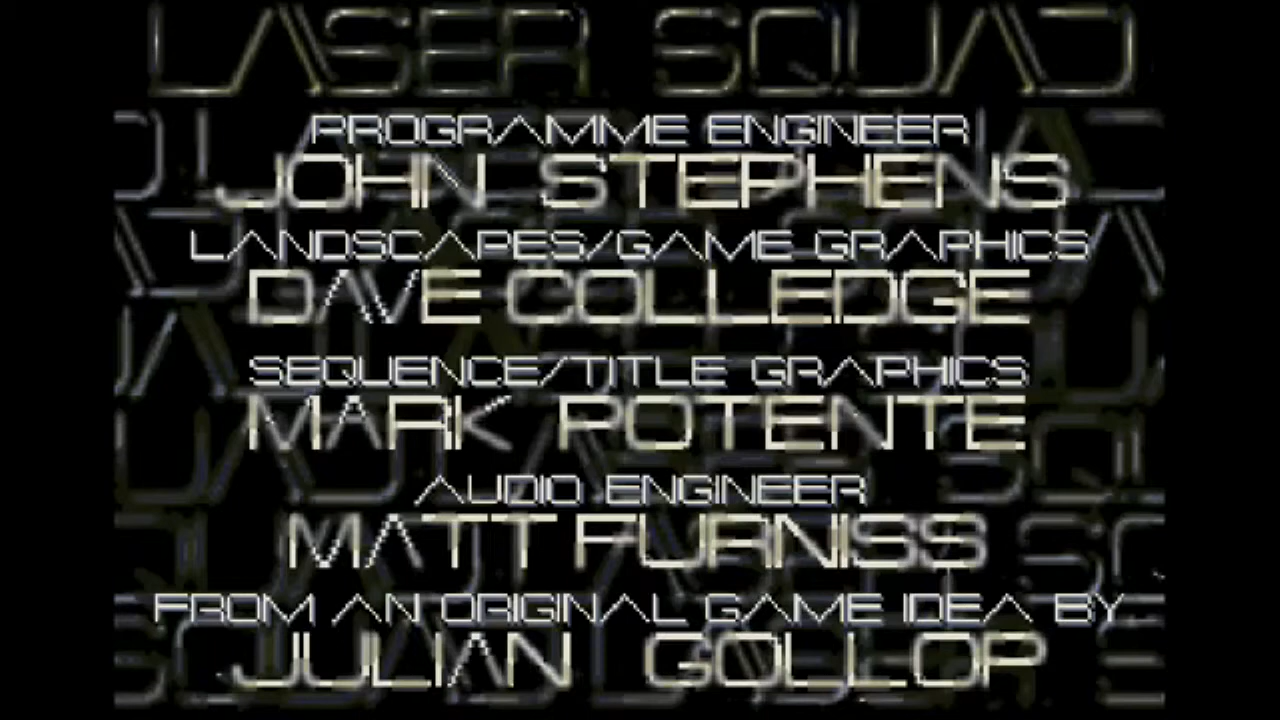 LASER SQUAD
PROGRAMME ENGINEER
JOHN STEPHENS
LANDSCAPES/GAME GRAPHICS
DAVE COLLEDGE
SEQUENCE/TITLE GRAPHICS
MARK POTENTE
AUDIO ENGINEER
MATT FURNISS
FROM AN ORIGINAL GAME IDEA BY
JULIAN GOLLOP